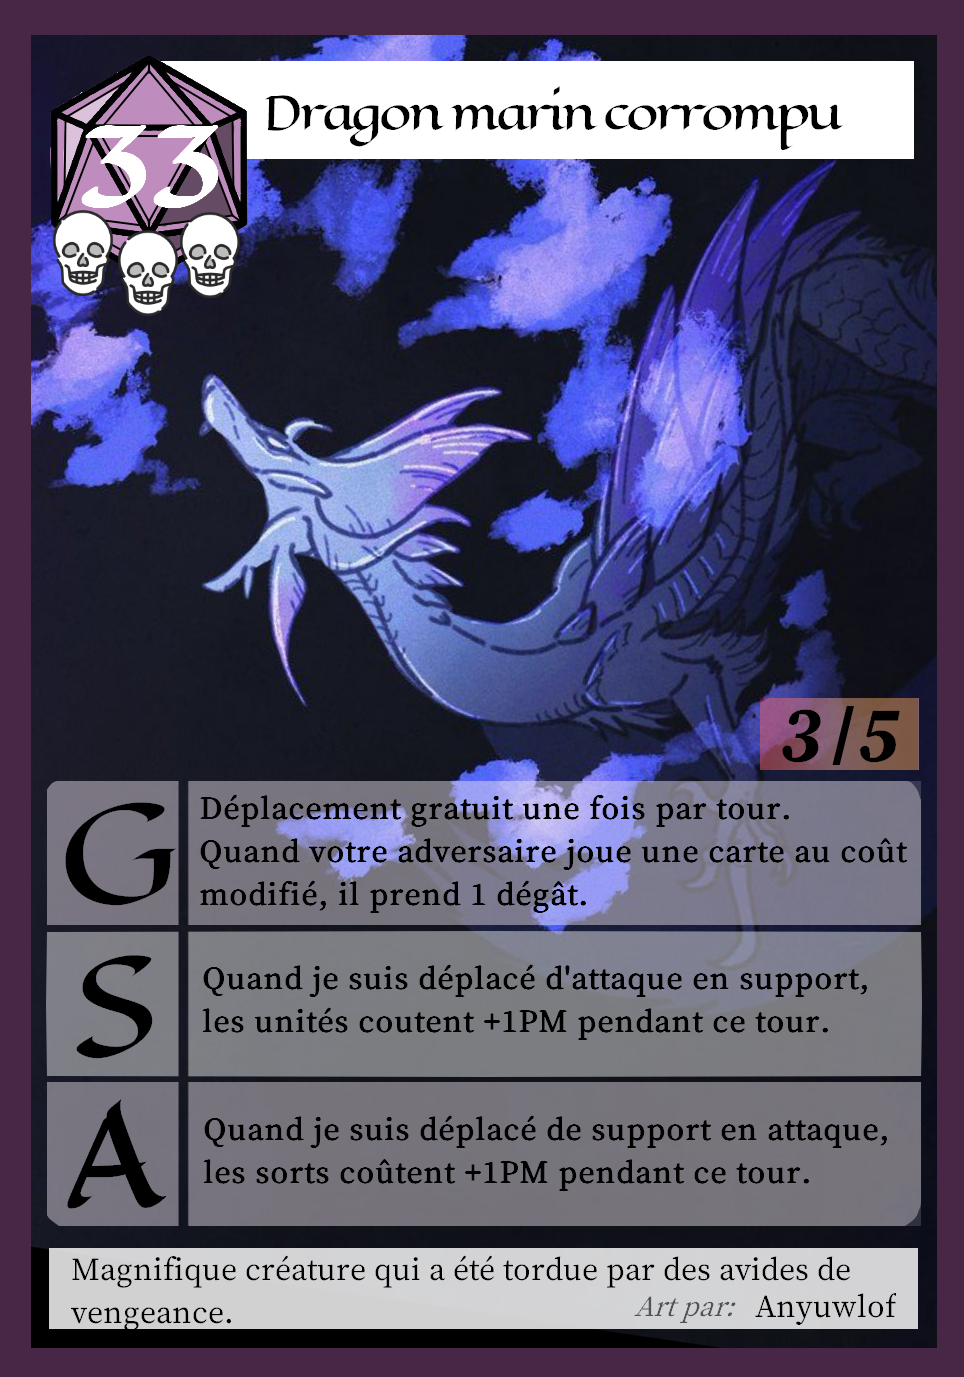 33
Dragon marin corrompu
3/5
G
Déplacement gratuit une fois par tour.
Quand votre adversaire joue une carte au coût
modifié, il prend 1 dégât.
S
Quand je suis déplacé d'attaque en support,
les unités coutent +1PM pendant ce tour.
A
Quand je suis déplacé de support en attaque,
les sorts coûtent +1PM pendant ce tour.
Magnifique créature qui a été tordue par des avides de
vengeance.
Art par: Anyuwlof